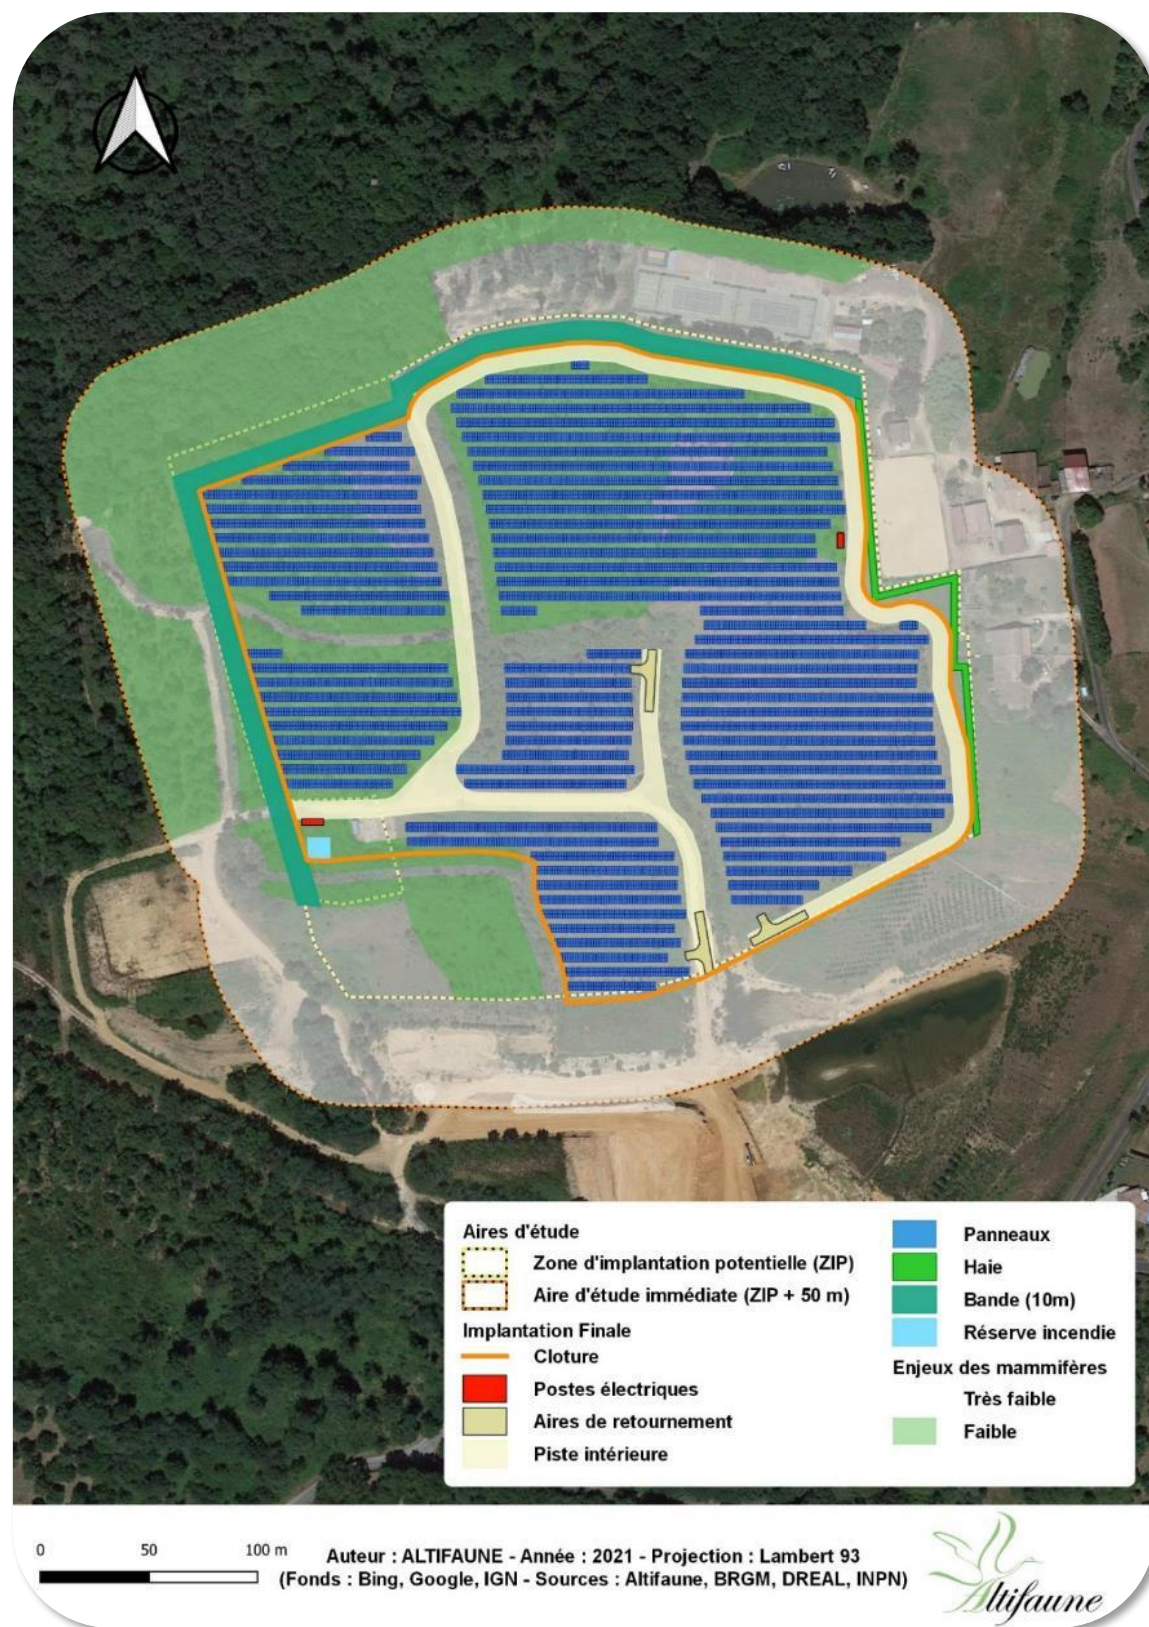 Aires d'étude
Zone d'implantation potentielle (ZIP)
Aire d'étude immédiate (ZIP + 50 m)
Implantation Finale
Cloture
Postes électriques
Aires de retournement
Piste intérieure
Panneaux
Haie
Bande (10m)
Réserve incendie
Enjeux des mammifères
Très faible
Faible
0 50 100 m
Auteur : ALTIFAUNE - Année : 2021 - Projection : Lambert 93
(Fonds : Bing, Google, IGN - Sources : Altifaune, BRGM, DREAL, INPN)
Altifaune